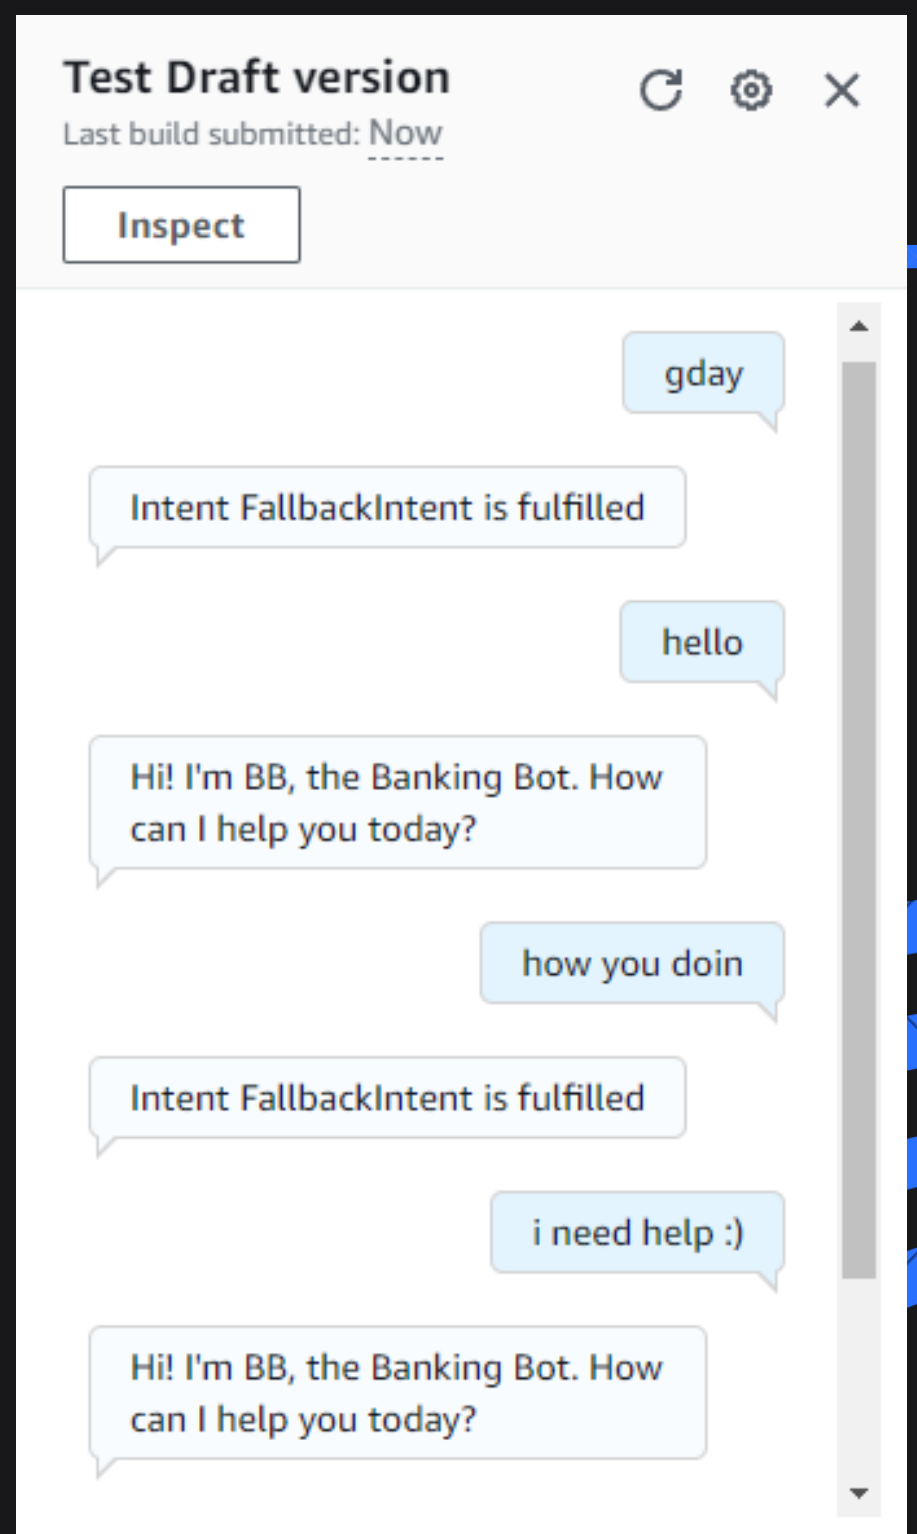 Test Draft version
Last build submitted: Now
Inspect
gday
Intent FallbackIntent is fulfilled
hello
Hi! I'm BB, the Banking Bot. How
can I help you today?
how you doin
Intent FallbackIntent is fulfilled
i need help :)
Hi! I'm BB, the Banking Bot. How
can I help you today?